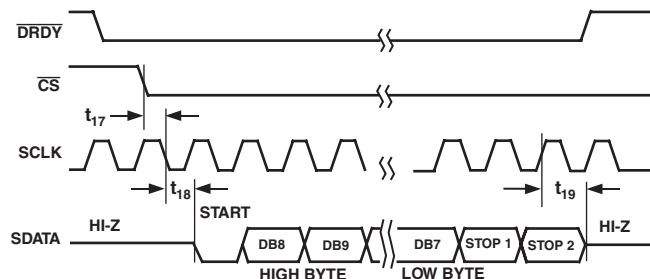 DRDY
CS
t17
SCLK
t18
t19
START
HI-Z
HI-Z
SDATA
DB8
DB9
DB7
STOP 1
STOP 2
HIGH BYTE
LOW BYTE